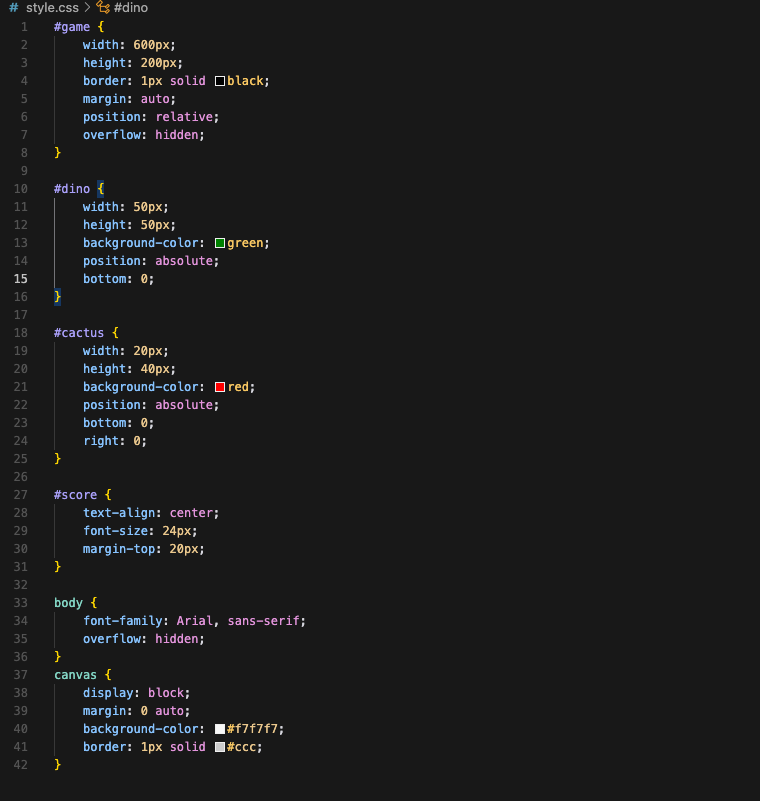 # style.css > #dino
1 #game {
2     width: 600px;
3     height: 200px;
4     border: 1px solid black;
5     margin: auto;
6     position: relative;
7     overflow: hidden;
8 }
9
10 #dino {
11     width: 50px;
12     height: 50px;
13     background-color: green;
14     position: absolute;
15     bottom: 0;
16 }
17
18 #cactus {
19     width: 20px;
20     height: 40px;
21     background-color: red;
22     position: absolute;
23     bottom: 0;
24     right: 0;
25 }
26
27 #score {
28     text-align: center;
29     font-size: 24px;
30     margin-top: 20px;
31 }
32
33 body {
34     font-family: Arial, sans-serif;
35     overflow: hidden;
36 }
37 canvas {
38     display: block;
39     margin: 0 auto;
40     background-color: #f7f7f7;
41     border: 1px solid #ccc;
42 }